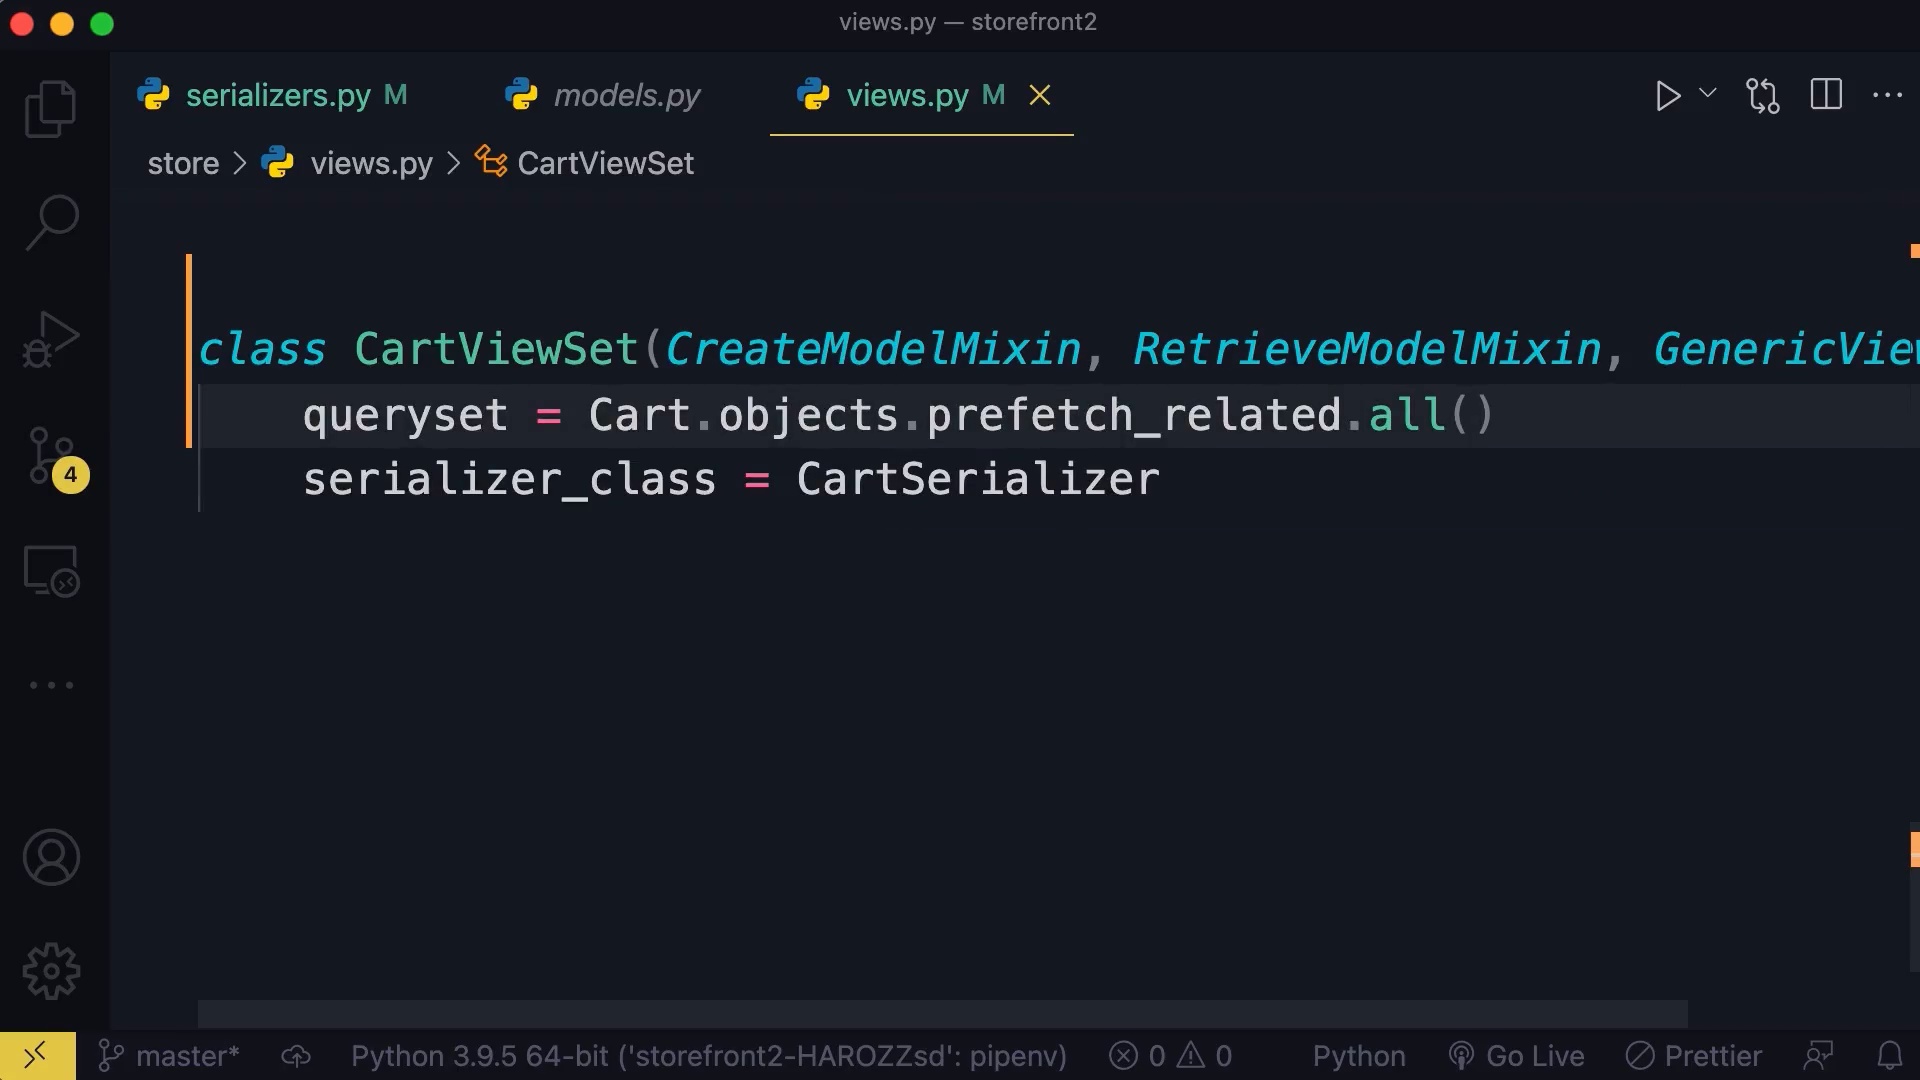 views.py — storefront2
serializers.py M models.py views.py M
store > views.py > CartViewSet
class CartViewSet(CreateModelMixin, RetrieveModelMixin, GenericView
queryset = Cart.objects.prefetch_related.all()
serializer_class = CartSerializer
4
master* Python 3.9.5 64-bit ('storefront2-HAROZZsd': pipenv) 0 0 Python Go Live Prettier